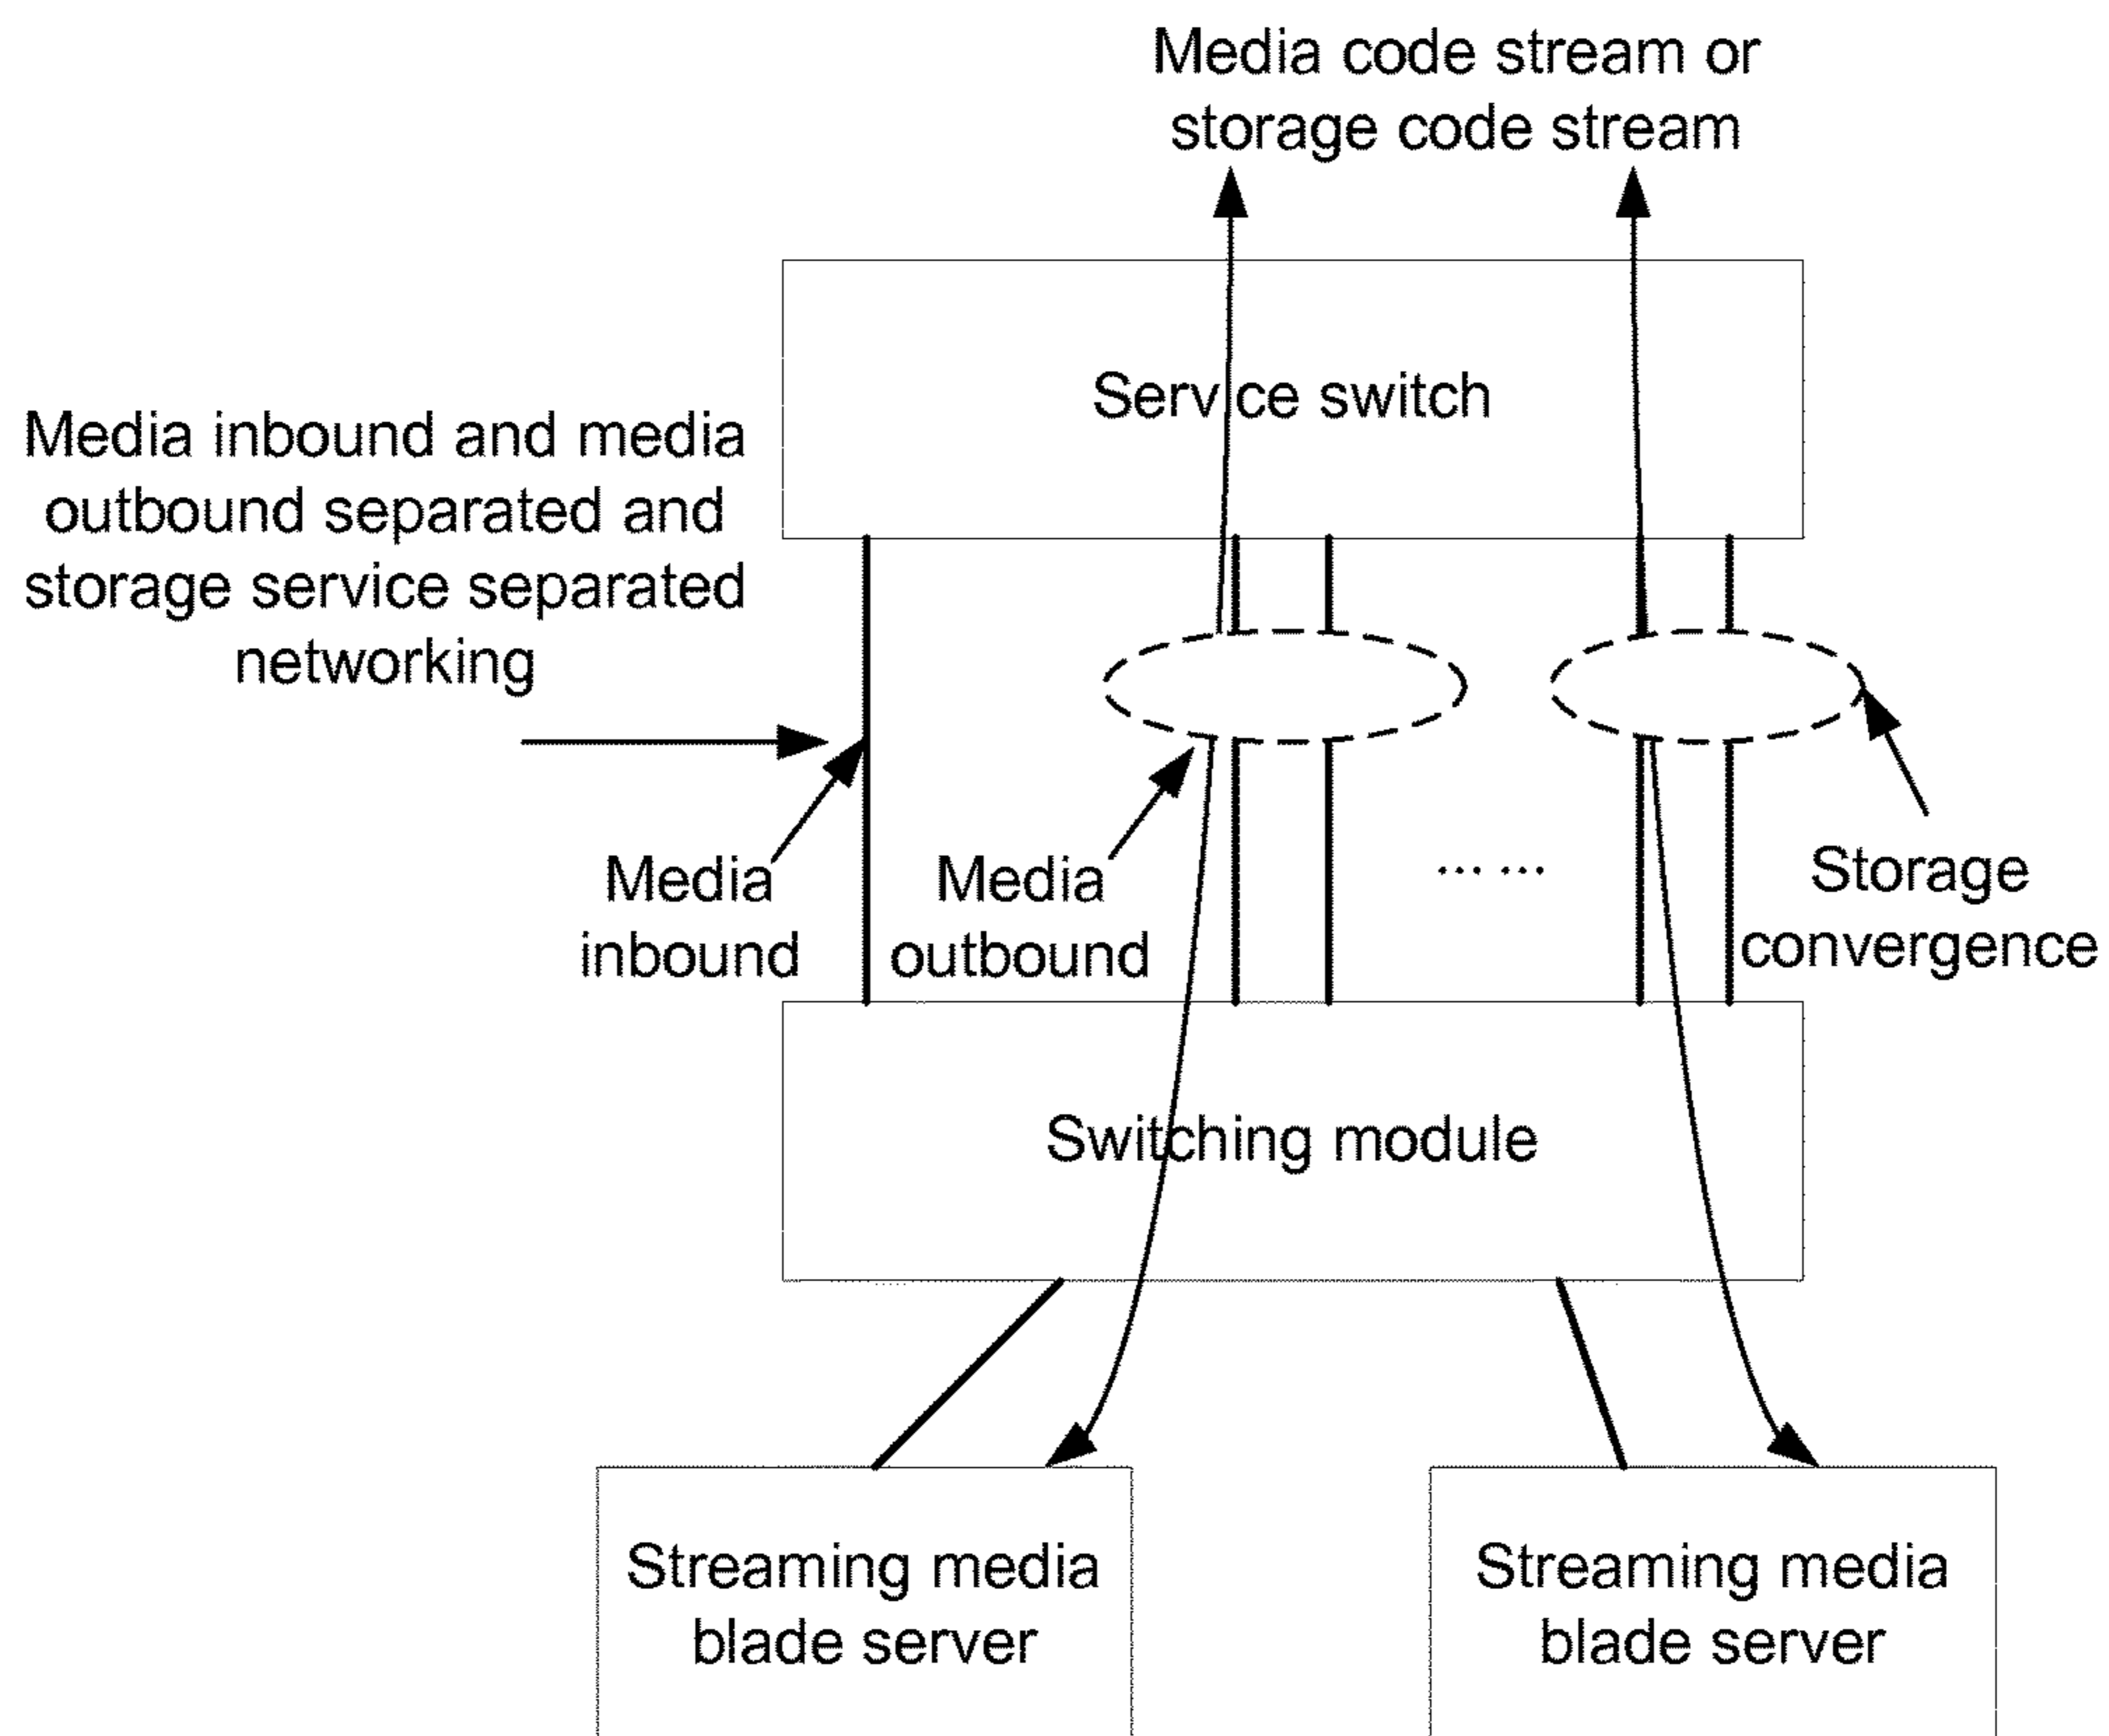 Media code stream or
storage code stream
Service switch
Media inbound and media
outbound separated and
storage service separated
networking
Media
inbound
Media
outbound
... ...
Storage
convergence
Switching module
Streaming media
blade server
Streaming media
blade server